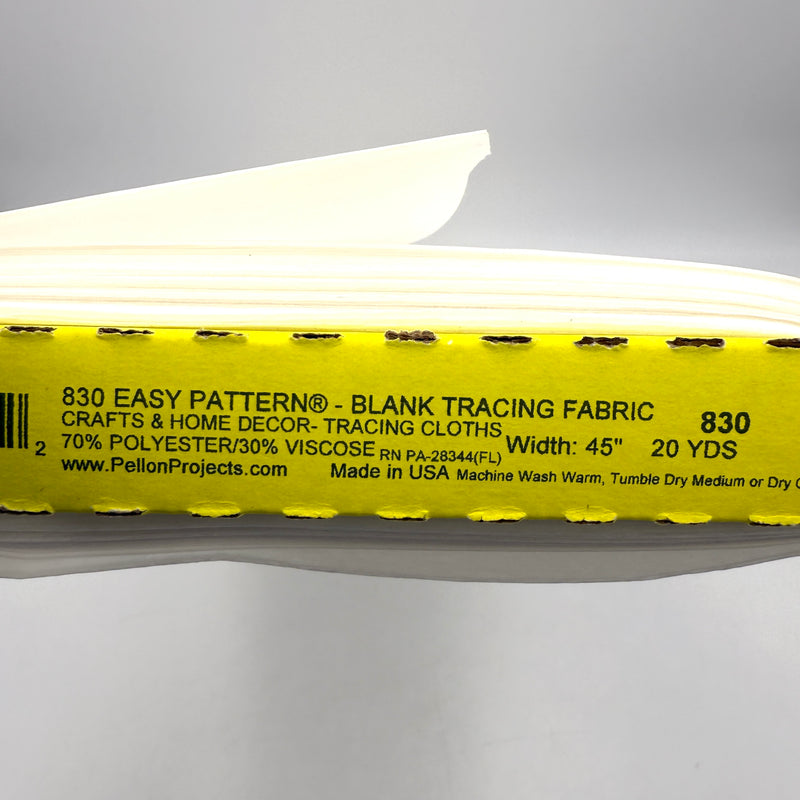 830 EASY PATTERN® - BLANK TRACING FABRIC 830
CRAFTS & HOME DECOR- TRACING CLOTHS
70% POLYESTER/30% VISCOSE RN PA-28344(FL) Width: 45" 20 YDS
www.PellonProjects.com Made in USA Machine Wash Warm, Tumble Dry Medium or Dry
2